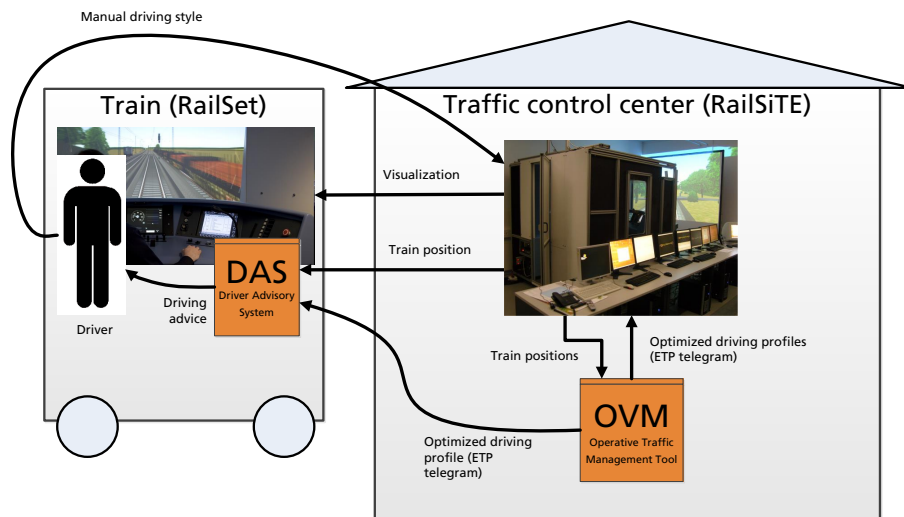 Manual driving style
Train (RailSet)
Traffic control center (RailSiTE)
Visualization
Train position
DAS
Driver Advisory
System
Driving
advice
Driver
Train positions
Optimized driving profiles
(ETP telegram)
OVM
Operative Traffic
Management Tool
Optimized driving
profile (ETP
telegram)